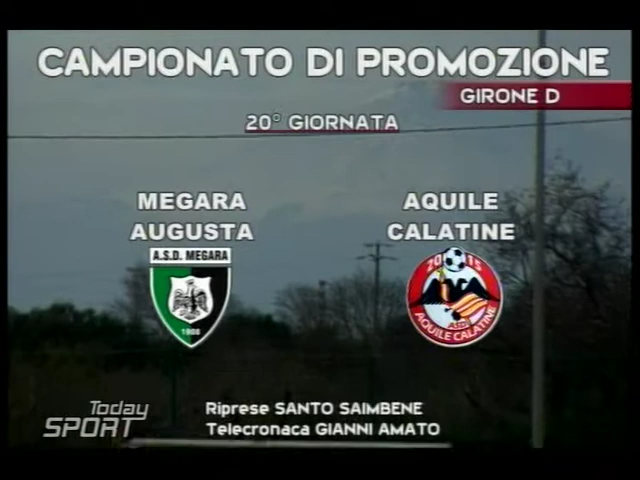 CAMPIONATO DI PROMOZIONE
GIRONE D
20° GIORNATA
MEGARA
AUGUSTA
AQUILE
CALATINE
A.S.D. MEGARA
1908
2015
A.S.D.
AQUILE CALATINE
Riprese SANTO SAIMBENE
Telecronaca GIANNI AMATO
Today
SPORT